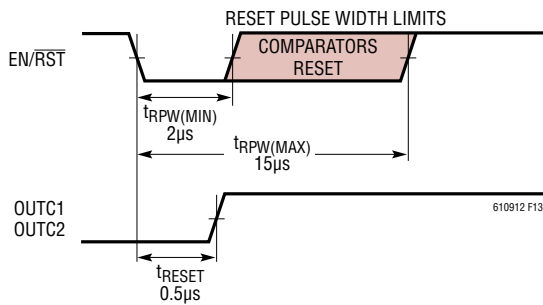 RESET PULSE WIDTH LIMITS
EN/RST
COMPARATORS
RESET
tRPW(MIN)
2µs
tRPW(MAX)
15µs
OUTC1
OUTC2
610912 F13
tRESET
0.5µs